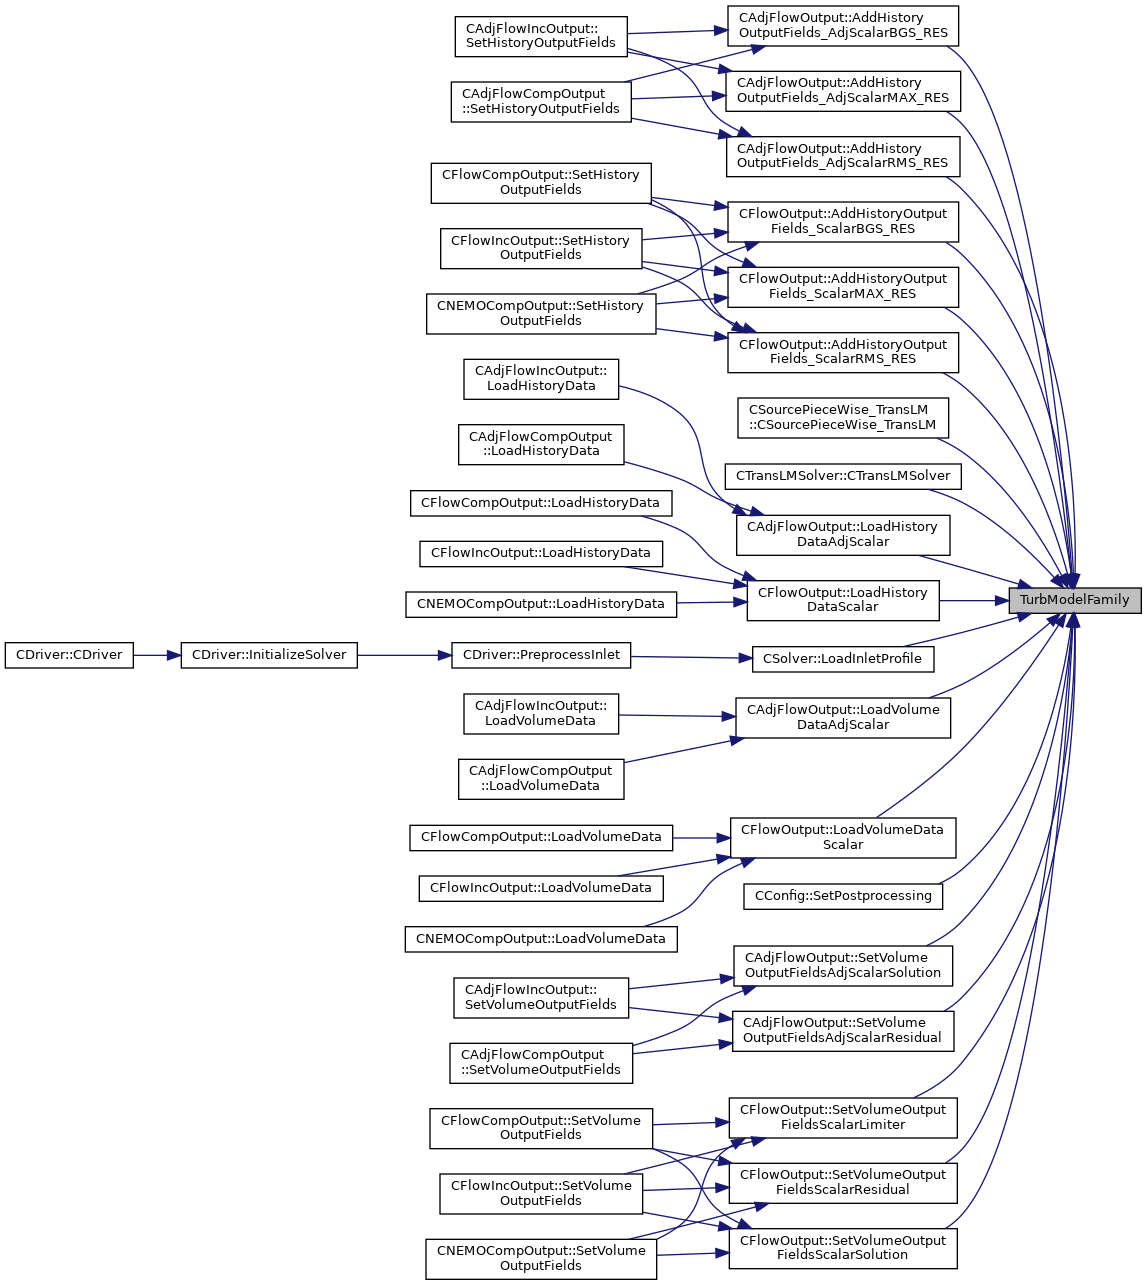 CAdjFlowOutput::AddHistory
OutputFields_AdjScalarBGS_RES
CAdjFlowIncOutput::
SetHistoryOutputFields
CAdjFlowOutput::AddHistory
OutputFields_AdjScalarMAX_RES
CAdjFlowCompOutput
::SetHistoryOutputFields
CAdjFlowOutput::AddHistory
OutputFields_AdjScalarRMS_RES
CFlowCompOutput::SetHistory
OutputFields
CFlowOutput::AddHistoryOutput
Fields_ScalarBGS_RES
CFlowIncOutput::SetHistory
OutputFields
CFlowOutput::AddHistoryOutput
Fields_ScalarMAX_RES
CNEMOCompOutput::SetHistory
OutputFields
CFlowOutput::AddHistoryOutput
Fields_ScalarRMS_RES
CAdjFlowIncOutput::
LoadHistoryData
CSourcePieceWise_TransLM
::CSourcePieceWise_TransLM
CAdjFlowCompOutput
::LoadHistoryData
CTransLMSolver::CTransLMSolver
CFlowCompOutput::LoadHistoryData
CAdjFlowOutput::LoadHistory
DataAdjScalar
CFlowIncOutput::LoadHistoryData
CFlowOutput::LoadHistory
DataScalar
TurbModelFamily
CNEMOCompOutput::LoadHistoryData
CDriver::CDriver
CDriver::InitializeSolver
CDriver::PreprocessInlet
CSolver::LoadInletProfile
CAdjFlowIncOutput::
LoadVolumeData
CAdjFlowOutput::LoadVolume
DataAdjScalar
CAdjFlowCompOutput
::LoadVolumeData
CFlowCompOutput::LoadVolumeData
CFlowOutput::LoadVolumeData
Scalar
CFlowIncOutput::LoadVolumeData
CConfig::SetPostprocessing
CNEMOCompOutput::LoadVolumeData
CAdjFlowOutput::SetVolume
OutputFieldsAdjScalarSolution
CAdjFlowIncOutput::
SetVolumeOutputFields
CAdjFlowOutput::SetVolume
OutputFieldsAdjScalarResidual
CAdjFlowCompOutput
::SetVolumeOutputFields
CFlowOutput::SetVolumeOutput
FieldsScalarLimiter
CFlowCompOutput::SetVolume
OutputFields
CFlowOutput::SetVolumeOutput
FieldsScalarResidual
CFlowIncOutput::SetVolume
OutputFields
CFlowOutput::SetVolumeOutput
FieldsScalarSolution
CNEMOCompOutput::SetVolume
OutputFields